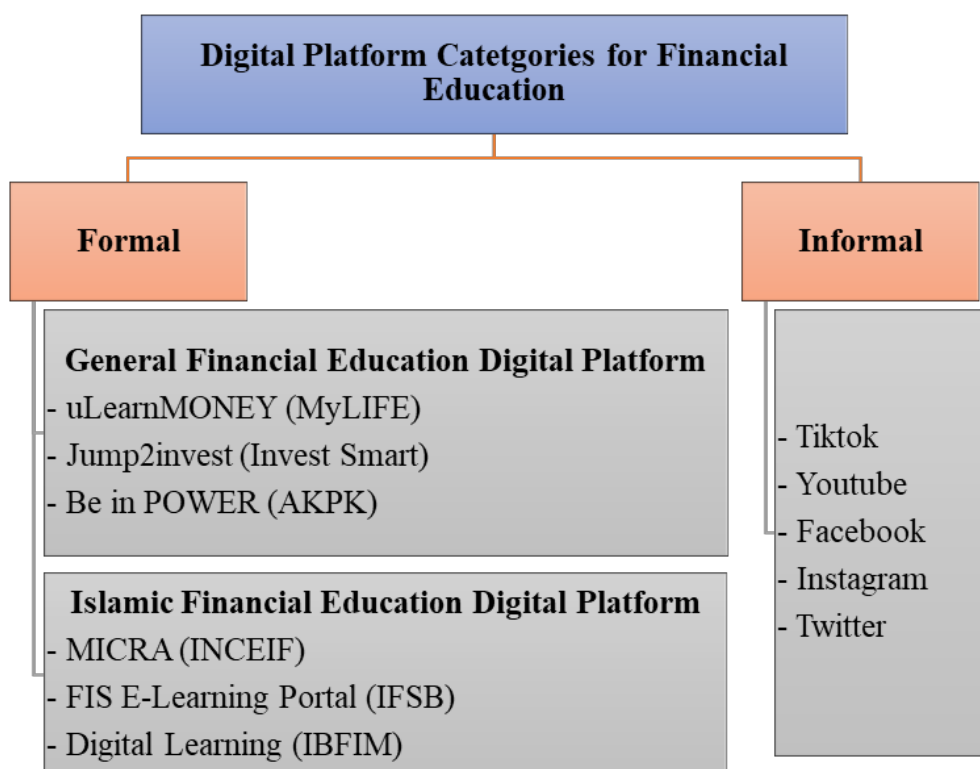 Digital Platform Catetgories for Financial
Education
Formal
Informal
General Financial Education Digital Platform
- uLearnMONEY (MyLIFE)
- Jump2invest (Invest Smart)
- Be in POWER (AKPK)
Islamic Financial Education Digital Platform
- MICRA (INCEIF)
- FIS E-Learning Portal (IFSB)
- Digital Learning (IBFIM)
- Tiktok
- Youtube
- Facebook
- Instagram
- Twitter